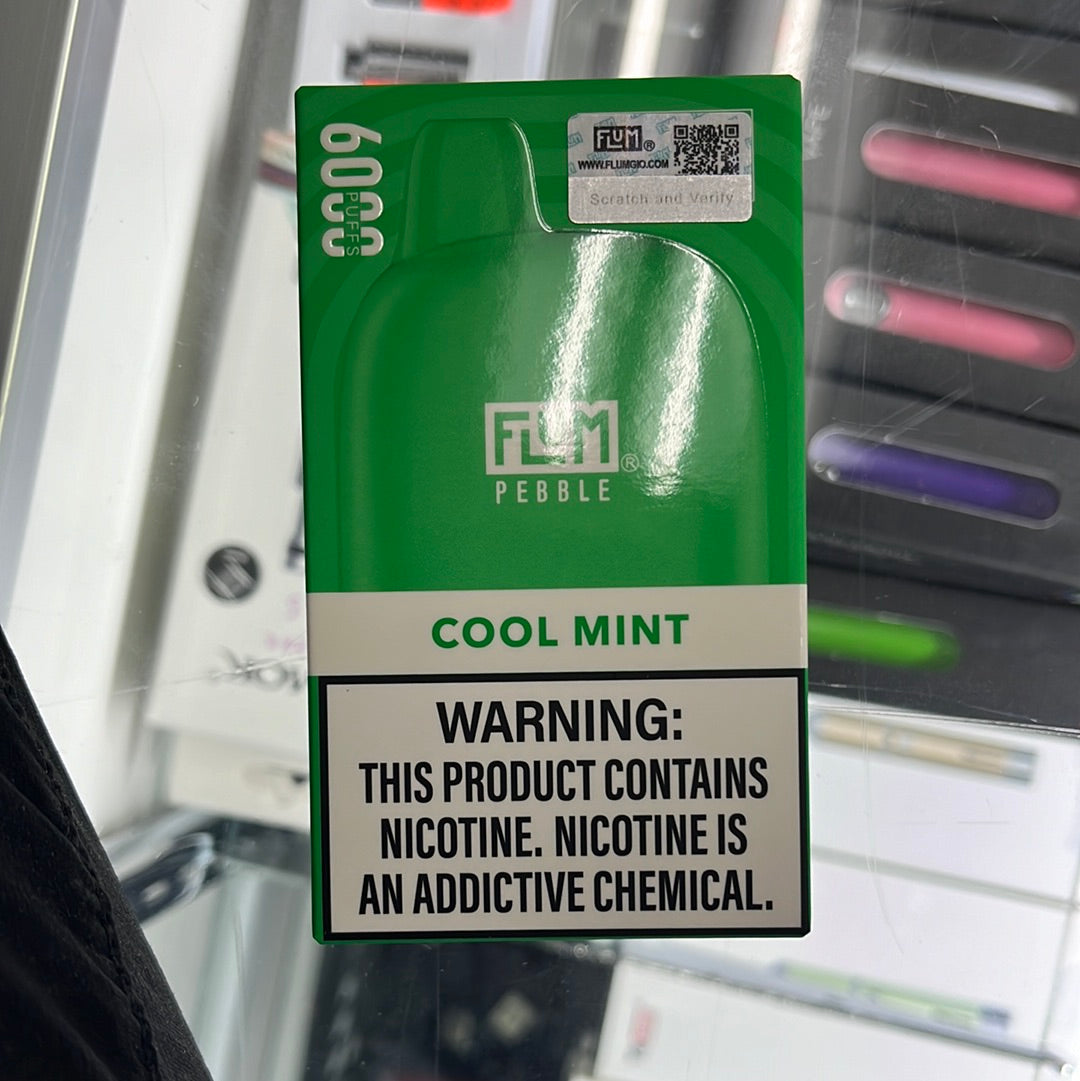 6000
PUFFS
FLUM®
WWW.FLUMGIO.COM
Scratch and Verify
FLUM®
PEBBLE
COOL MINT
WARNING:
THIS PRODUCT CONTAINS
NICOTINE. NICOTINE IS
AN ADDICTIVE CHEMICAL.